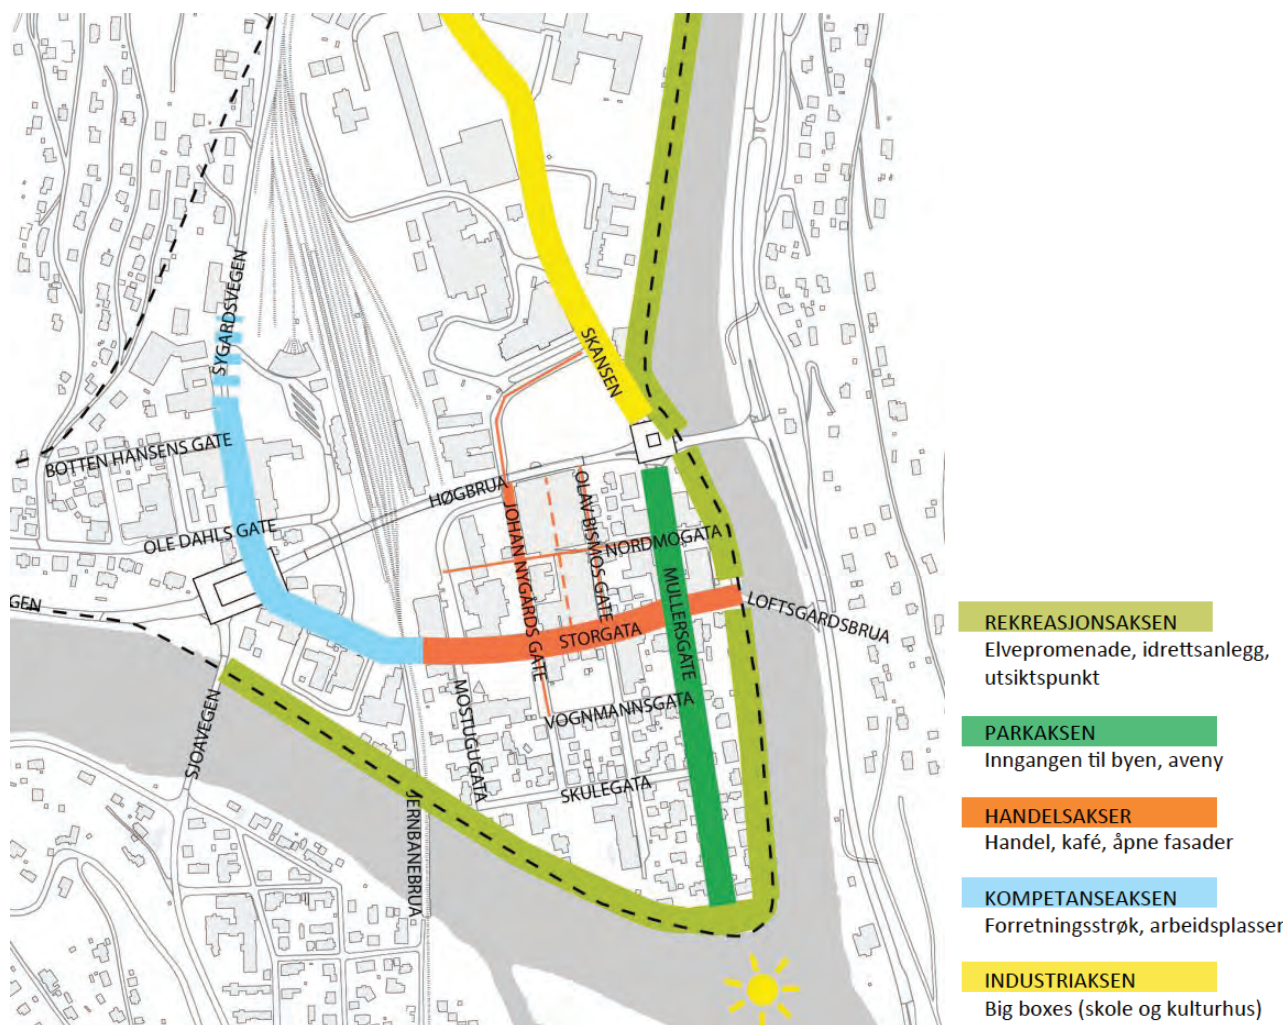 SYGARDSVEGEN
SKANSEN
BOTTEN HANSENS GATE
HØGBRUA
OLAV BISMOS GATE
JOHAN NYGÅRDS GATE
OLE DAHLS GATE
NORDMOGATA
MULLERSGATE
GEN
LOFTSGARDSBRUA
STORGATA
MOSTUGUGATA
VOGNMANNSGATA
SJOAVEGEN
SKULEGATA
JERNBANEBRUA
REKREASJONSAKSEN
Elvepromenade, idrettsanlegg,
utsiktspunkt
PARKAKSEN
Inngangen til byen, aveny
HANDELSAKSER
Handel, kafé, åpne fasader
KOMPETANSEAKSEN
Forretningsstrøk, arbeidsplasser
INDUSTRIAKSEN
Big boxes (skole og kulturhus)